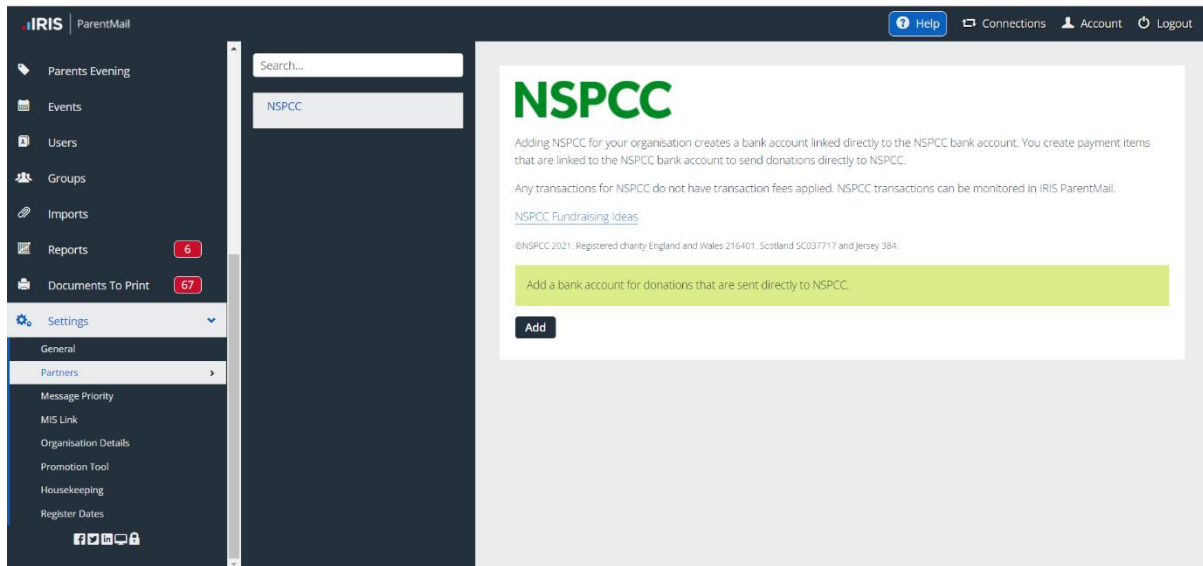 IRIS ParentMail
Help Connections Account Logout
Parents Evening
Events
Users
Groups
Imports
Reports 6
Documents To Print 67
Settings
General
Partners
Message Priority
MIS Link
Organisation Details
Promotion Tool
Housekeeping
Register Dates
Search...
NSPCC
NSPCC
Adding NSPCC for your organisation creates a bank account linked directly to the NSPCC bank account. You create payment items
that are linked to the NSPCC bank account to send donations directly to NSPCC.
Any transactions for NSPCC do not have transaction fees applied. NSPCC transactions can be monitored in IRIS ParentMail.
NSPCC Fundraising Ideas
©NSPCC 2021. Registered charity England and Wales 216401. Scotland SC037717 and Jersey 384.
Add a bank account for donations that are sent directly to NSPCC.
Add